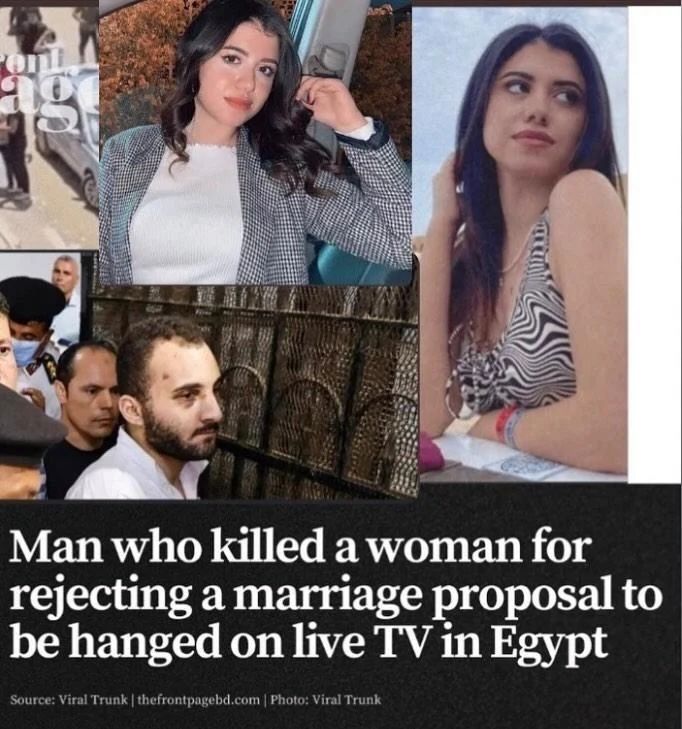 Man who killed a woman for
rejecting a marriage proposal to
be hanged on live TV in Egypt
Source: Viral Trunk | thefrontpagebd.com | Photo: Viral Trunk